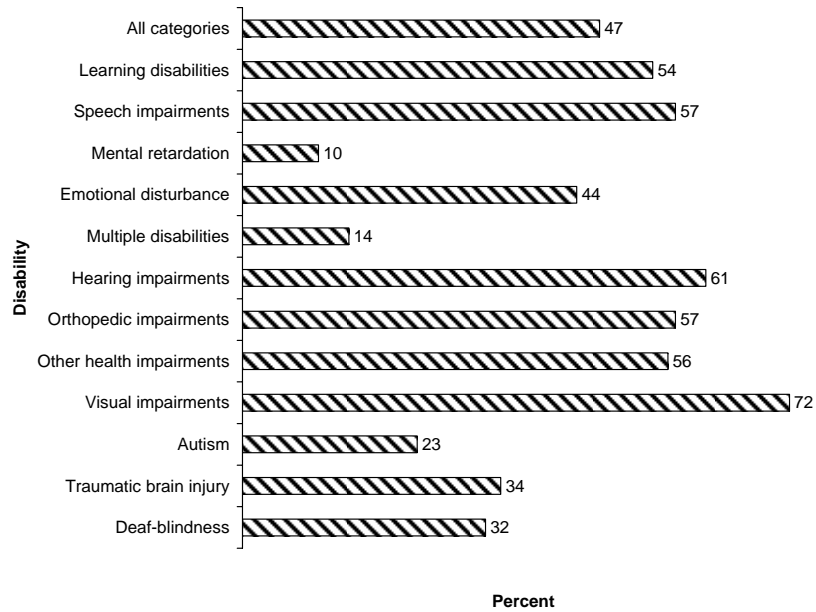 All categories 47
Learning disabilities 54
Speech impairments 57
Mental retardation 10
Emotional disturbance 44
Multiple disabilities 14
Hearing impairments 61
Orthopedic impairments 57
Other health impairments 56
Visual impairments 72
Autism 23
Traumatic brain injury 34
Deaf-blindness 32
Disability
Percent